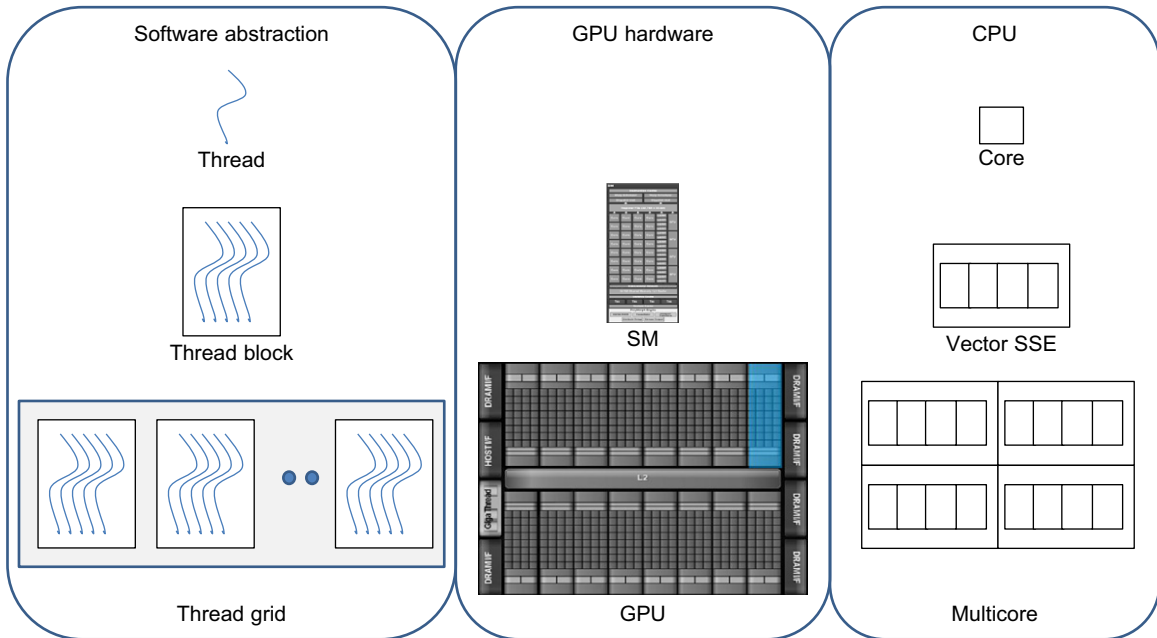 Software abstraction
Thread
Thread block
Thread grid
GPU hardware
SM
DRAM I/F
HOST I/F
Giga Thread
DRAM I/F
L2
DRAM I/F
DRAM I/F
DRAM I/F
DRAM I/F
GPU
CPU
Core
Vector SSE
Multicore